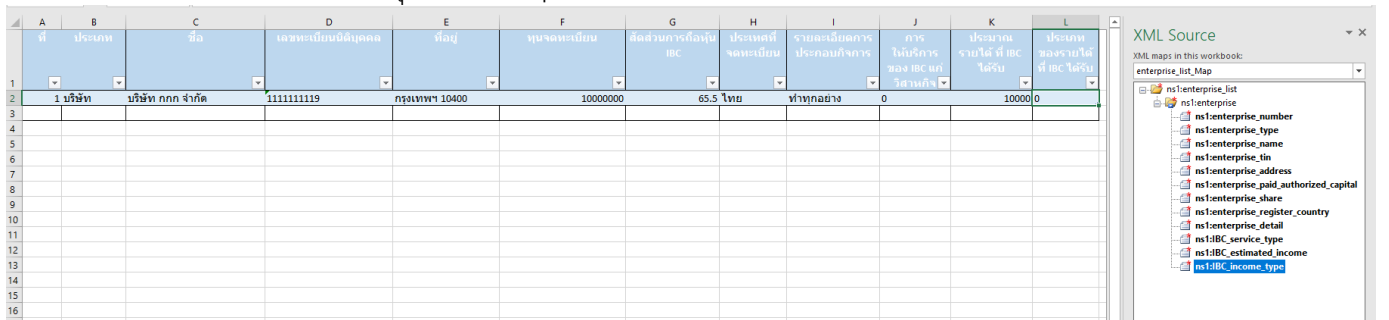 A B C D E F G H I J K L
ที่ ประเภท ชื่อ เลขทะเบียนนิติบุคคล ที่อยู่ ทุนจดทะเบียน สัดส่วนการถือหุ้น ประเทศที่ รายละเอียดการ การ ประมาณ ประเภท
IBC จดทะเบียน ประกอบกิจการ ให้บริการ รายได้ ที่ IBC ของรายได้
ของ IBC แก่ ได้รับ ที่ IBC ได้รับ
1 วิสาหกิจ
2 1 บริษัท บริษัท กกก จำกัด 1111111119 กรุงเทพฯ 10400 10000000 65.5 ไทย ทำทุกอย่าง 0 10000 0
3
4
5
6
7
8
9
10
11
12
13
14
15
16
XML Source
XML maps in this workbook:
enterprise_list_Map
ns1:enterprise_list
ns1:enterprise
ns1:enterprise_number
ns1:enterprise_type
ns1:enterprise_name
ns1:enterprise_tin
ns1:enterprise_address
ns1:enterprise_paid_authorized_capital
ns1:enterprise_share
ns1:enterprise_register_country
ns1:enterprise_detail
ns1:IBC_service_type
ns1:IBC_estimated_income
ns1:IBC_income_type